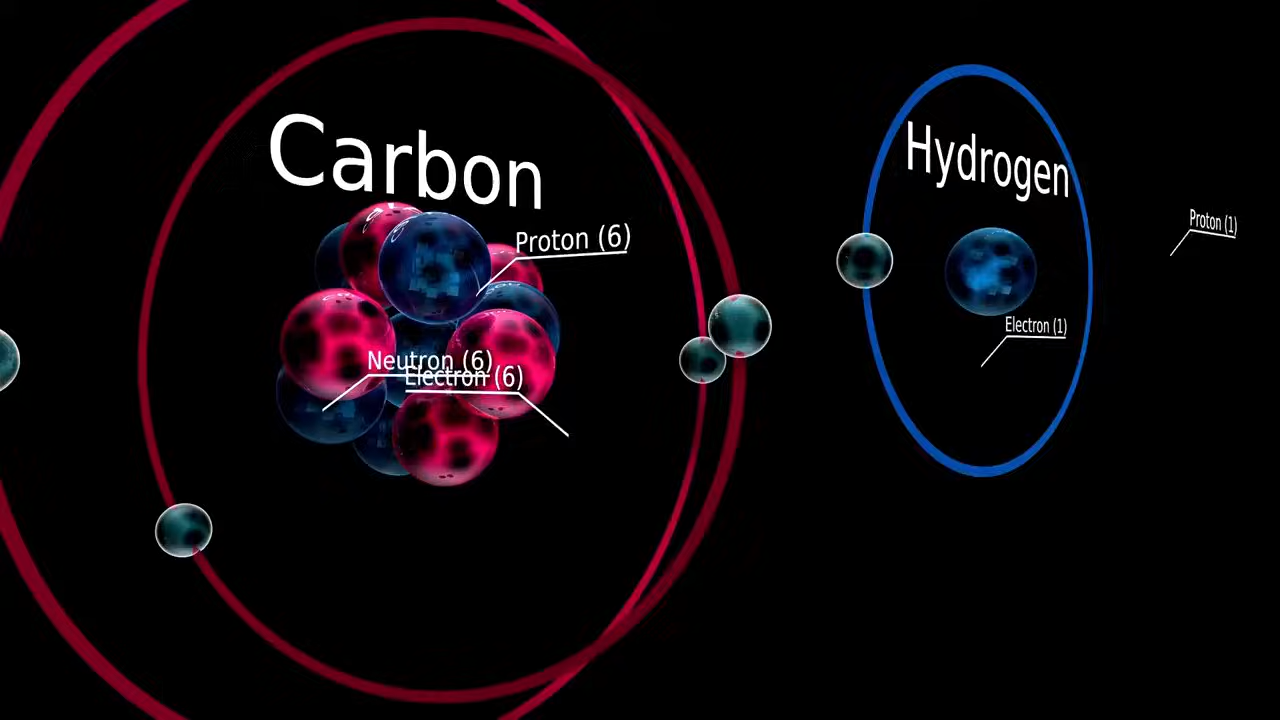 Carbon
Proton (6)
Neutron (6)
Electron (6)
Hydrogen
Proton (1)
Electron (1)